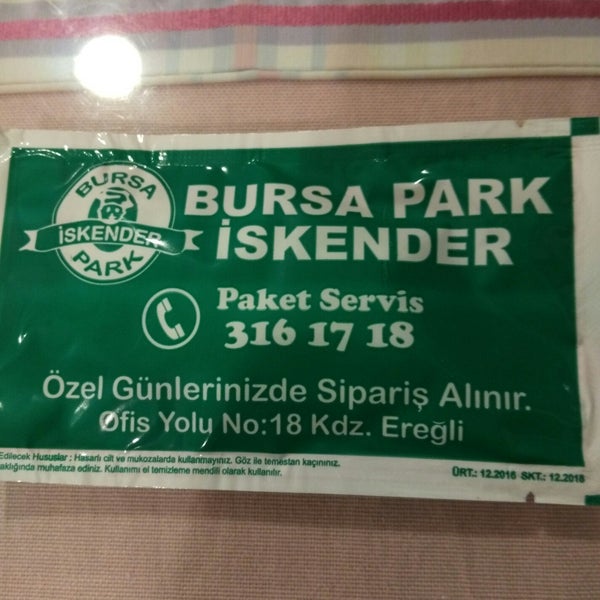 BURSA
İSKENDER
PARK
BURSA PARK
İSKENDER
Paket Servis
316 17 18
Özel Günlerinizde Sipariş Alınır.
Ofis Yolu No:18 Kdz. Ereğli
Edilecek Hususlar : Hasarlı cilt ve mukozalarda kullanmayınız. Göz ile temestan kaçınınız.
aklığında muhafaza ediniz. Kullanımı el temizleme mendili olarak kullanılır.
ÜRT.: 12.2016 SKT.: 12.2018